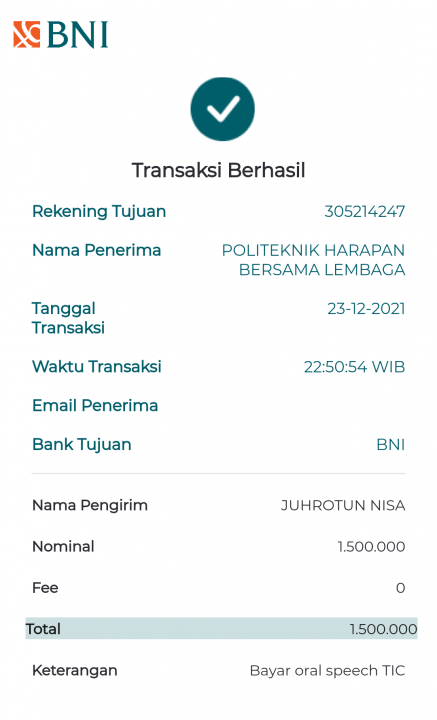 BNI
Transaksi Berhasil
Rekening Tujuan 305214247
Nama Penerima POLITEKNIK HARAPAN
BERSAMA LEMBAGA
Tanggal 23-12-2021
Transaksi
Waktu Transaksi 22:50:54 WIB
Email Penerima
Bank Tujuan BNI
Nama Pengirim JUHROTUN NISA
Nominal 1.500.000
Fee 0
Total 1.500.000
Keterangan Bayar oral speech TIC